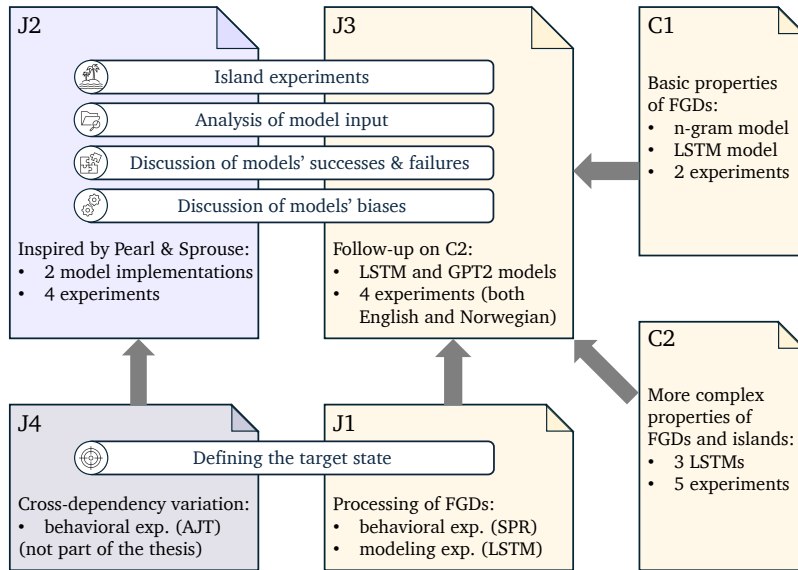 J2
J3
Island experiments
Analysis of model input
Discussion of models' successes & failures
Discussion of models' biases
Inspired by Pearl & Sprouse:
• 2 model implementations
• 4 experiments
Follow-up on C2:
• LSTM and GPT2 models
• 4 experiments (both
English and Norwegian)
C1
Basic properties
of FGDs:
• n-gram model
• LSTM model
• 2 experiments
J4
J1
Defining the target state
Cross-dependency variation:
• behavioral exp. (AJT)
(not part of the thesis)
Processing of FGDs:
• behavioral exp. (SPR)
• modeling exp. (LSTM)
C2
More complex
properties of
FGDs and islands:
• 3 LSTMs
• 5 experiments